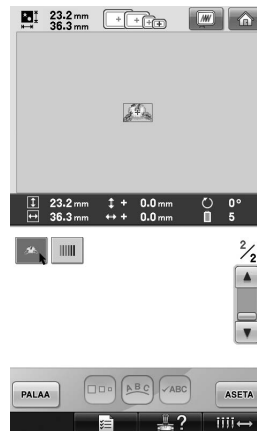 23.2 mm
36.3 mm
23.2 mm + 0.0 mm 0°
36.3 mm + 0.0 mm 5
2/2
ABC ABC
PALAA ASETA
?